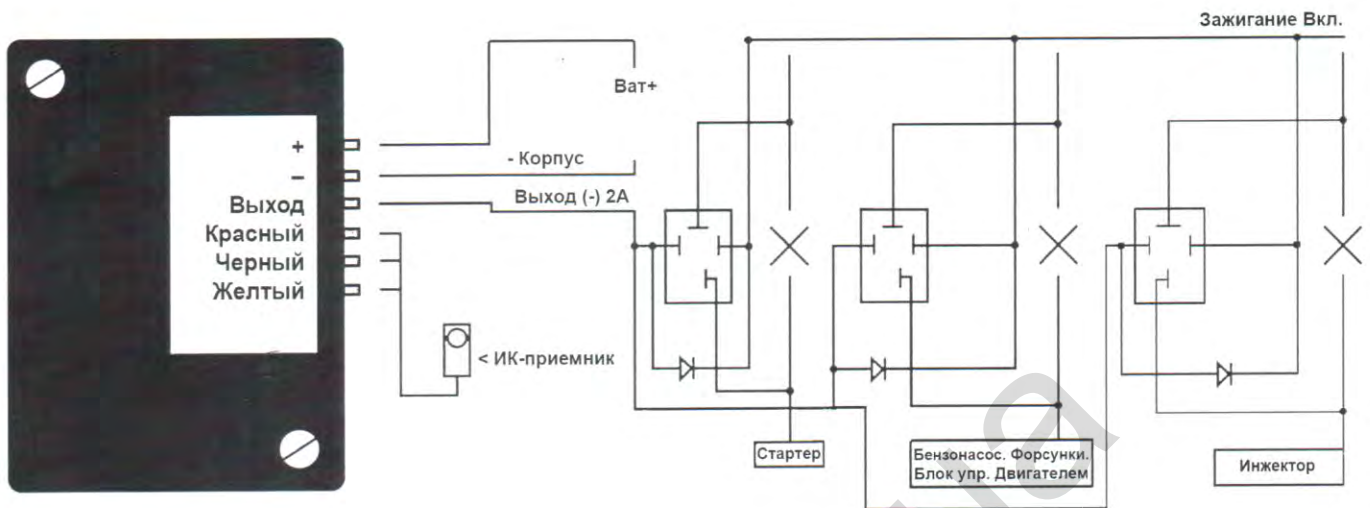 Зажигание Вкл.
Ват+
+
- Корпус
–
Выход (-) 2А
Выход
Красный
Черный
Желтый
< ИК-приемник
Стартер
Бензонасос. Форсунки.
Блок упр. Двигателем
Инжектор